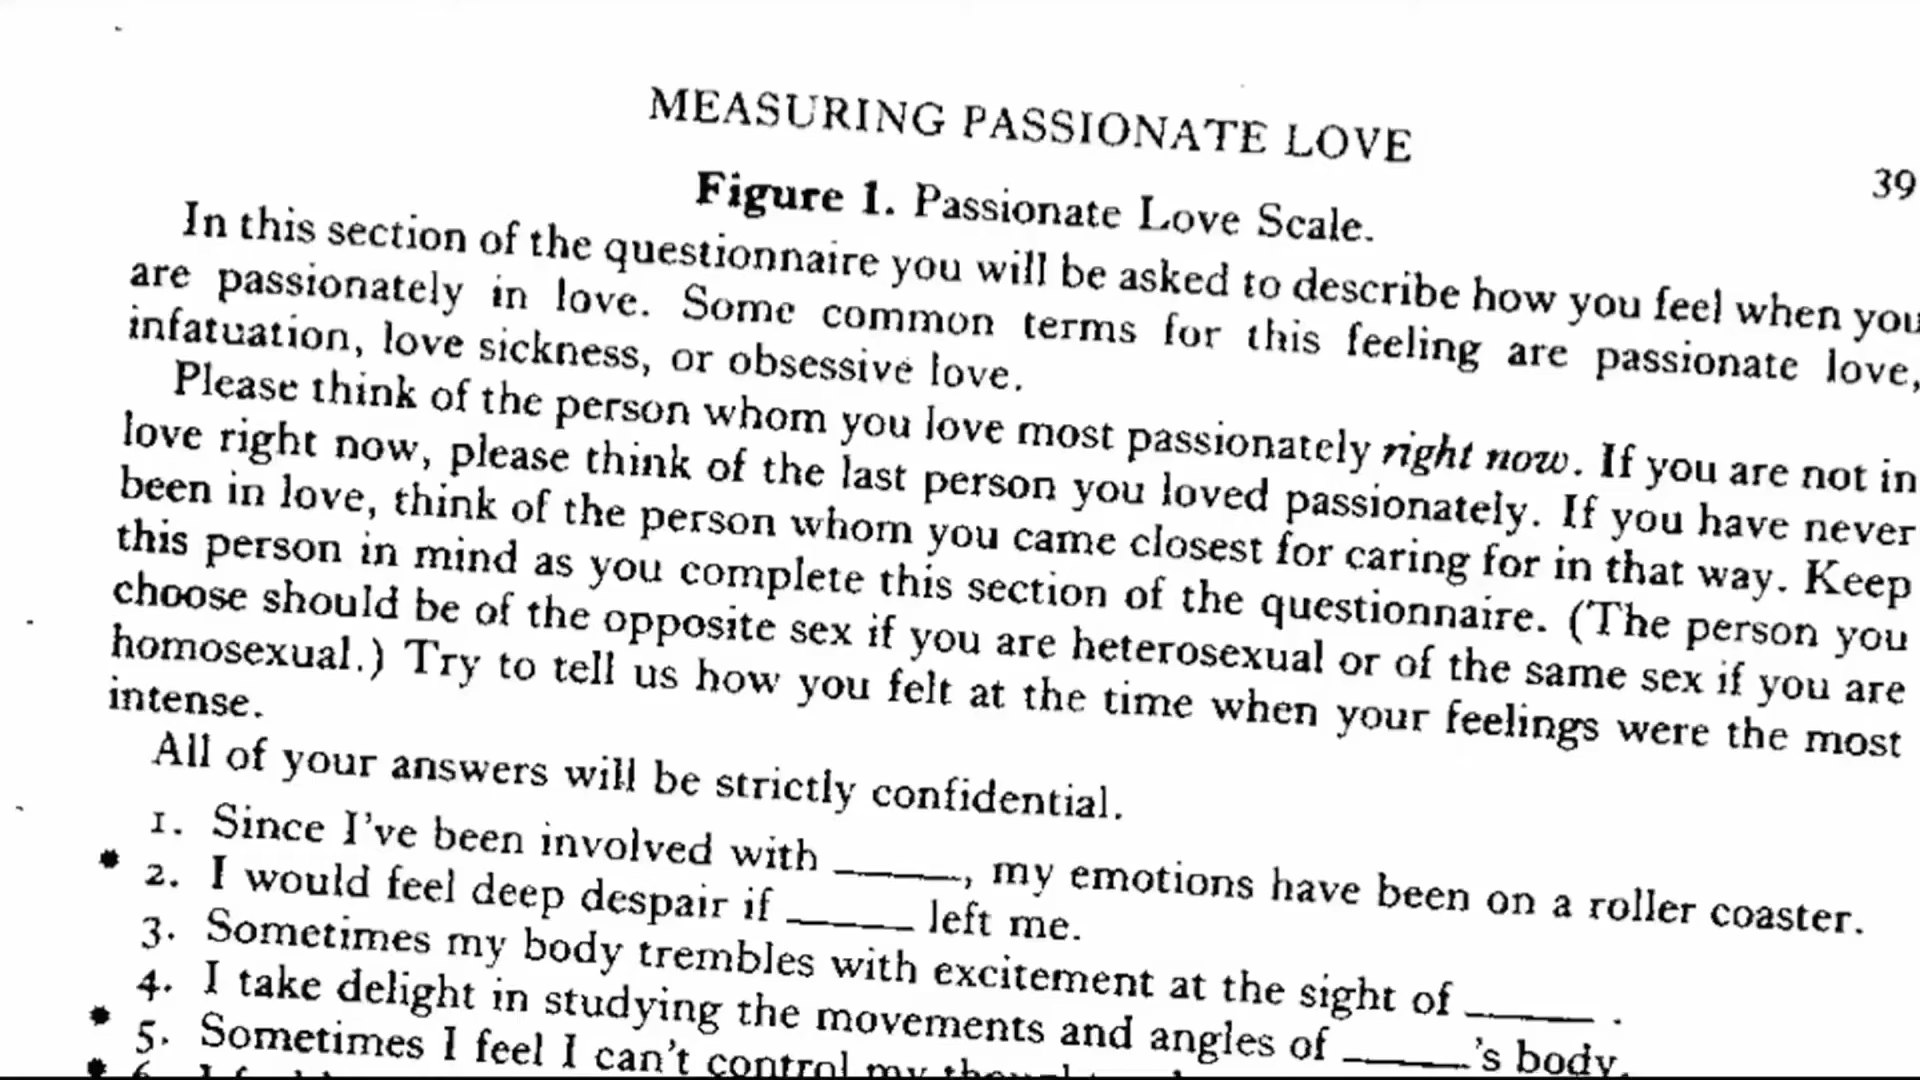 MEASURING PASSIONATE LOVE
39
Figure 1. Passionate Love Scale.
In this section of the questionnaire you will be asked to describe how you feel when you
are passionately in love. Some common terms for this feeling are passionate love,
infatuation, love sickness, or obsessive love.
Please think of the person whom you love most passionately right now. If you are not in
love right now, please think of the last person you loved passionately. If you have never
been in love, think of the person whom you came closest for caring for in that way. Keep
this person in mind as you complete this section of the questionnaire. (The person you
choose should be of the opposite sex if you are heterosexual or of the same sex if you are
homosexual.) Try to tell us how you felt at the time when your feelings were the most
intense.
All of your answers will be strictly confidential.
1. Since I've been involved with _____, my emotions have been on a roller coaster.
* 2. I would feel deep despair if _____ left me.
3. Sometimes my body trembles with excitement at the sight of _____ .
4. I take delight in studying the movements and angles of _____'s body.
* 5. Sometimes I feel I can't control my
* 6. I